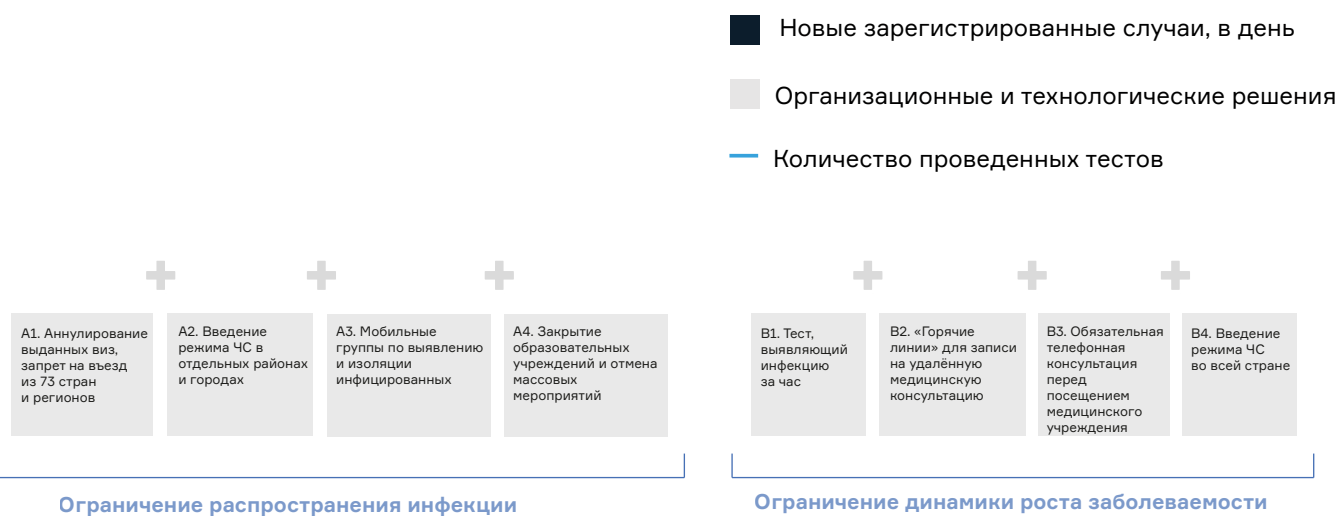 Новые зарегистрированные случаи, в день
Организационные и технологические решения
Количество проведенных тестов
А1. Аннулирование
выданных виз,
запрет на въезд
из 73 стран
и регионов
А2. Введение
режима ЧС в
отдельных районах
и городах
А3. Мобильные
группы по выявлению
и изоляции
инфицированных
А4. Закрытие
образовательных
учреждений и отмена
массовых
мероприятий
В1. Тест,
выявляющий
инфекцию
за час
В2. «Горячие
линии» для записи
на удалённую
медицинскую
консультацию
В3. Обязательная
телефонная
консультация
перед
посещением
медицинского
учреждения
В4. Введение
режима ЧС
во всей стране
Ограничение распространения инфекции
Ограничение динамики роста заболеваемости